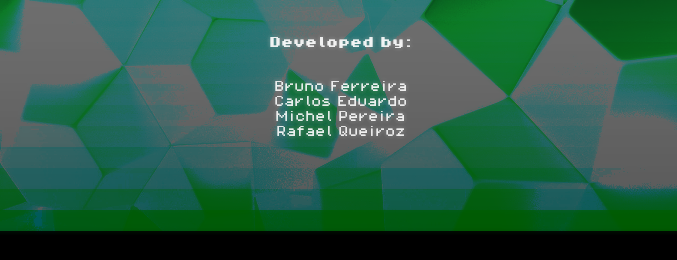 Developed by:
Bruno Ferreira
Carlos Eduardo
Michel Pereira
Rafael Queiroz